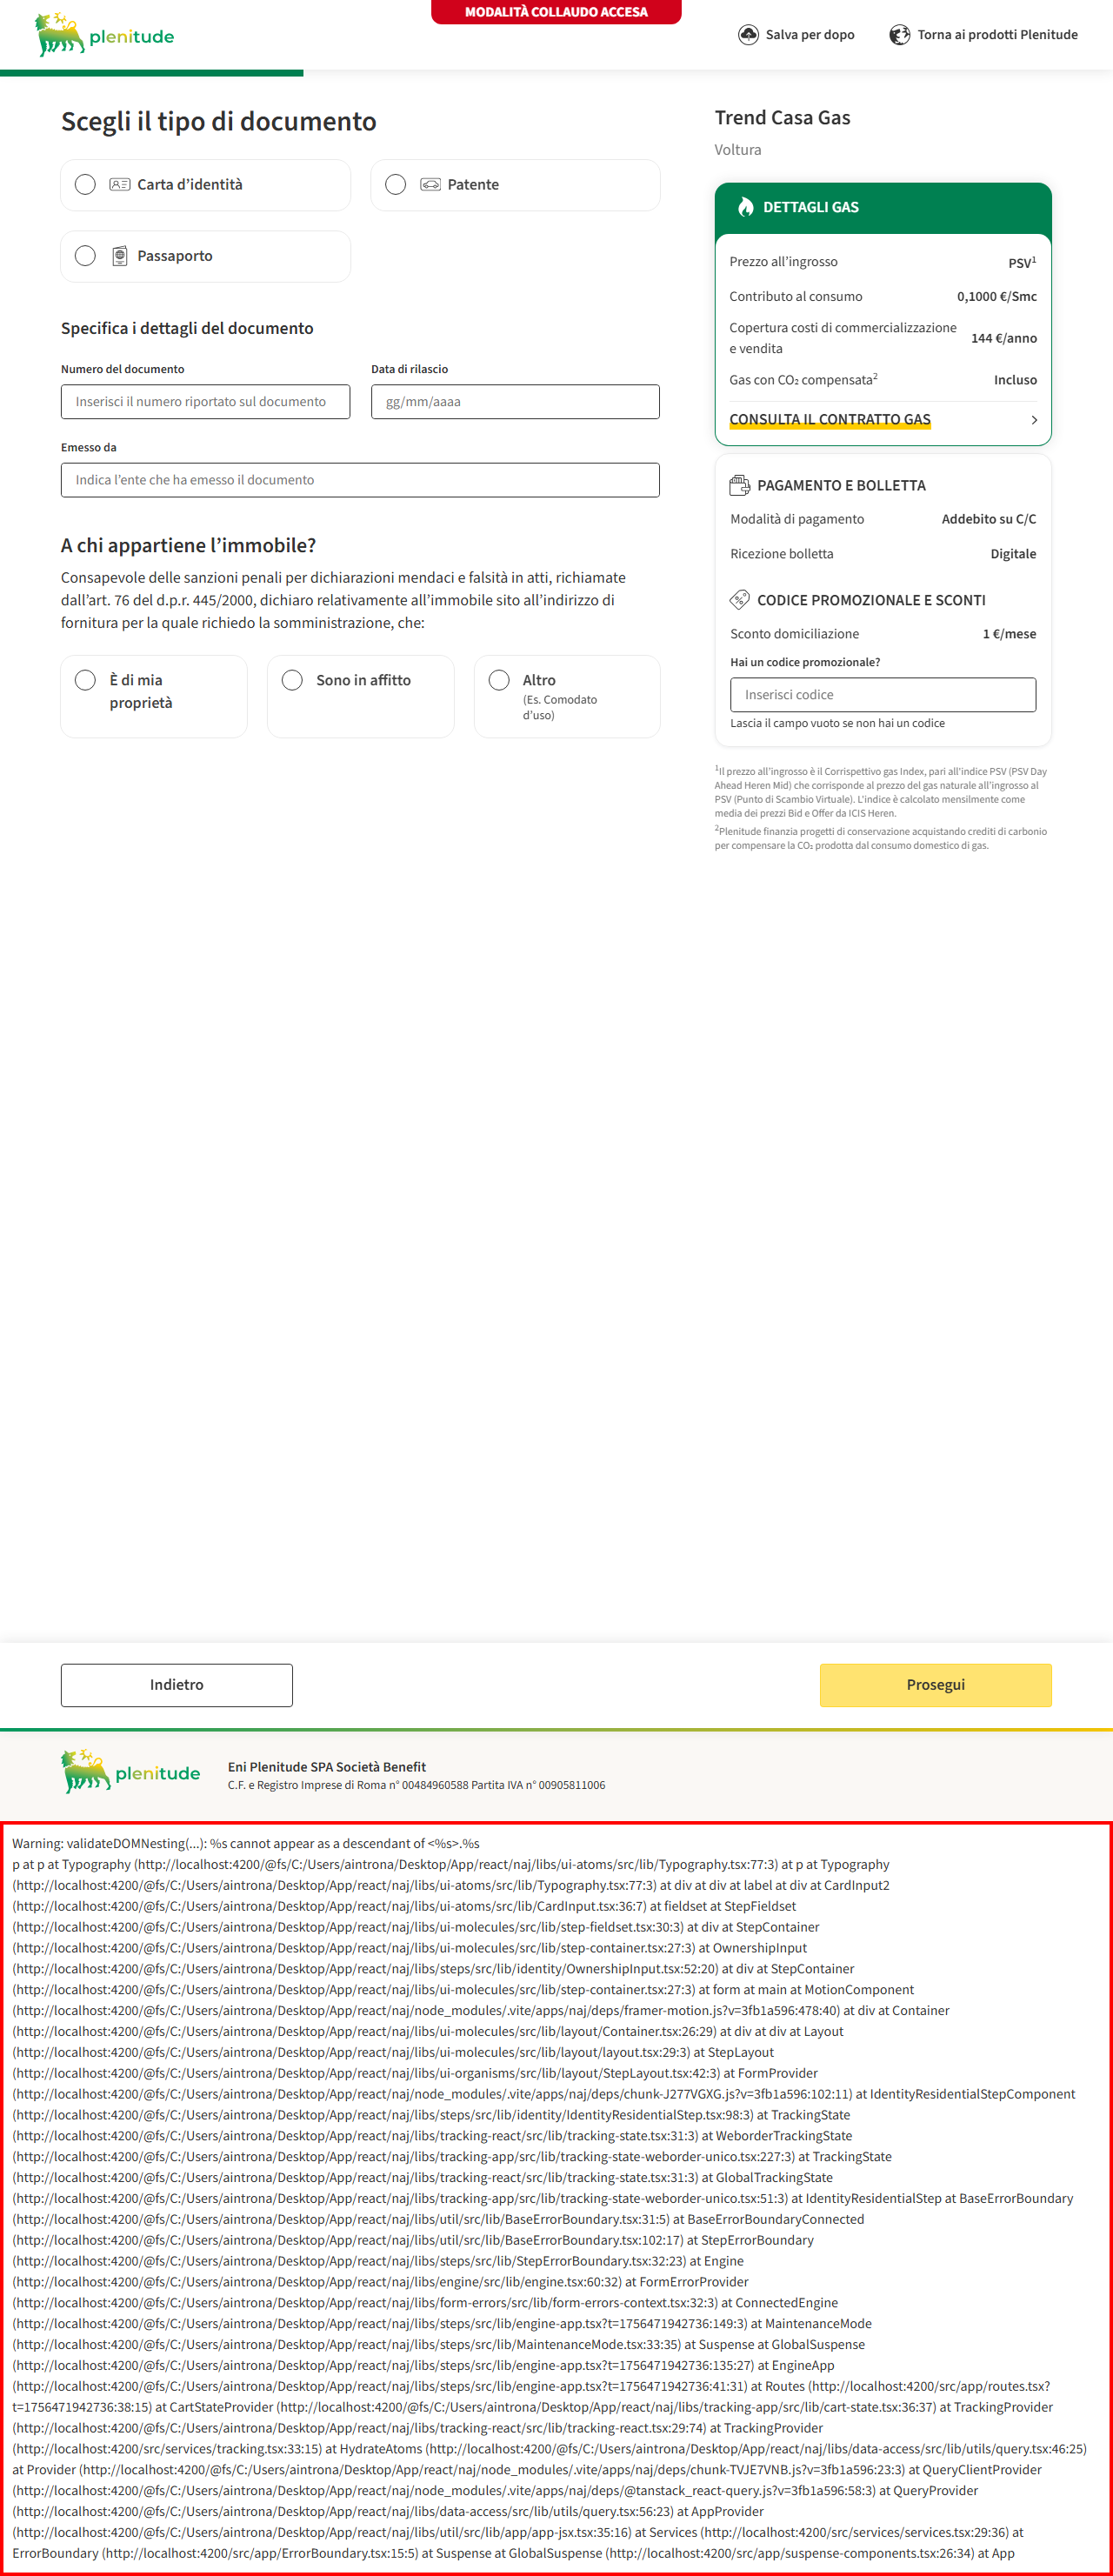 MODALITÀ COLLAUDO ACCESA
plenitude
Salva per dopo
Torna ai prodotti Plenitude
Scegli il tipo di documento
Carta d’identità
Patente
Passaporto
Specifica i dettagli del documento
Numero del documento
Data di rilascio
Inserisci il numero riportato sul documento
gg/mm/aaaa
Emesso da
Indica l’ente che ha emesso il documento
A chi appartiene l’immobile?
Consapevole delle sanzioni penali per dichiarazioni mendaci e falsità in atti, richiamate
dall’art. 76 del d.p.r. 445/2000, dichiaro relativamente all’immobile sito all’indirizzo di
fornitura per la quale richiedo la somministrazione, che:
È di mia
proprietà
Sono in affitto
Altro
(Es. Comodato
d’uso)
Trend Casa Gas
Voltura
DETTAGLI GAS
Prezzo all’ingrosso PSV¹
Contributo al consumo 0,1000 €/Smc
Copertura costi di commercializzazione
e vendita 144 €/anno
Gas con CO₂ compensata² Incluso
CONSULTA IL CONTRATTO GAS
PAGAMENTO E BOLLETTA
Modalità di pagamento Addebito su C/C
Ricezione bolletta Digitale
CODICE PROMOZIONALE E SCONTI
Sconto domiciliazione 1 €/mese
Hai un codice promozionale?
Inserisci codice
Lascia il campo vuoto se non hai un codice
¹Il prezzo all’ingrosso è il Corrispettivo gas Index, pari all’indice PSV (PSV Day
Ahead Heren Mid) che corrisponde al prezzo del gas naturale all’ingrosso al
PSV (Punto di Scambio Virtuale). L’indice è calcolato mensilmente come
media dei prezzi Bid e Offer da ICIS Heren.
²Plenitude finanzia progetti di conservazione acquistando crediti di carbonio
per compensare la CO₂ prodotta dal consumo domestico di gas.
Indietro
Prosegui
plenitude
Eni Plenitude SPA Società Benefit
C.F. e Registro Imprese di Roma n° 00484960588 Partita IVA n° 00905811006
Warning: validateDOMNesting(...): %s cannot appear as a descendant of <%s>.%s
p at p at Typography (http://localhost:4200/@fs/C:/Users/aintrona/Desktop/App/react/naj/libs/ui-atoms/src/lib/Typography.tsx:77:3) at p at Typography
(http://localhost:4200/@fs/C:/Users/aintrona/Desktop/App/react/naj/libs/ui-atoms/src/lib/Typography.tsx:77:3) at div at div at label at div at CardInput2
(http://localhost:4200/@fs/C:/Users/aintrona/Desktop/App/react/naj/libs/ui-atoms/src/lib/CardInput.tsx:36:7) at fieldset at StepFieldset
(http://localhost:4200/@fs/C:/Users/aintrona/Desktop/App/react/naj/libs/ui-molecules/src/lib/step-fieldset.tsx:30:3) at div at StepContainer
(http://localhost:4200/@fs/C:/Users/aintrona/Desktop/App/react/naj/libs/ui-molecules/src/lib/step-container.tsx:27:3) at OwnershipInput
(http://localhost:4200/@fs/C:/Users/aintrona/Desktop/App/react/naj/libs/steps/src/lib/identity/OwnershipInput.tsx:52:20) at div at StepContainer
(http://localhost:4200/@fs/C:/Users/aintrona/Desktop/App/react/naj/libs/ui-molecules/src/lib/step-container.tsx:27:3) at form at main at MotionComponent
(http://localhost:4200/@fs/C:/Users/aintrona/Desktop/App/react/naj/node_modules/.vite/apps/naj/deps/framer-motion.js?v=3fb1a596:478:40) at div at Container
(http://localhost:4200/@fs/C:/Users/aintrona/Desktop/App/react/naj/libs/ui-molecules/src/lib/layout/Container.tsx:26:29) at div at div at Layout
(http://localhost:4200/@fs/C:/Users/aintrona/Desktop/App/react/naj/libs/ui-molecules/src/lib/layout/layout.tsx:29:3) at StepLayout
(http://localhost:4200/@fs/C:/Users/aintrona/Desktop/App/react/naj/libs/ui-organisms/src/lib/layout/StepLayout.tsx:42:3) at FormProvider
(http://localhost:4200/@fs/C:/Users/aintrona/Desktop/App/react/naj/node_modules/.vite/apps/naj/deps/chunk-J277VGXG.js?v=3fb1a596:102:11) at IdentityResidentialStepComponent
(http://localhost:4200/@fs/C:/Users/aintrona/Desktop/App/react/naj/libs/steps/src/lib/identity/IdentityResidentialStep.tsx:98:3) at TrackingState
(http://localhost:4200/@fs/C:/Users/aintrona/Desktop/App/react/naj/libs/tracking-react/src/lib/tracking-state.tsx:31:3) at WeborderTrackingState
(http://localhost:4200/@fs/C:/Users/aintrona/Desktop/App/react/naj/libs/tracking-app/src/lib/tracking-state-weborder-unico.tsx:227:3) at TrackingState
(http://localhost:4200/@fs/C:/Users/aintrona/Desktop/App/react/naj/libs/tracking-react/src/lib/tracking-state.tsx:31:3) at GlobalTrackingState
(http://localhost:4200/@fs/C:/Users/aintrona/Desktop/App/react/naj/libs/tracking-app/src/lib/tracking-state-weborder-unico.tsx:51:3) at IdentityResidentialStep at BaseErrorBoundary
(http://localhost:4200/@fs/C:/Users/aintrona/Desktop/App/react/naj/libs/util/src/lib/BaseErrorBoundary.tsx:31:5) at BaseErrorBoundaryConnected
(http://localhost:4200/@fs/C:/Users/aintrona/Desktop/App/react/naj/libs/util/src/lib/BaseErrorBoundary.tsx:102:17) at StepErrorBoundary
(http://localhost:4200/@fs/C:/Users/aintrona/Desktop/App/react/naj/libs/steps/src/lib/StepErrorBoundary.tsx:32:23) at Engine
(http://localhost:4200/@fs/C:/Users/aintrona/Desktop/App/react/naj/libs/engine/src/lib/engine.tsx:60:32) at FormErrorProvider
(http://localhost:4200/@fs/C:/Users/aintrona/Desktop/App/react/naj/libs/form-errors/src/lib/form-errors-context.tsx:32:3) at ConnectedEngine
(http://localhost:4200/@fs/C:/Users/aintrona/Desktop/App/react/naj/libs/steps/src/lib/engine-app.tsx?t=1756471942736:149:3) at MaintenanceMode
(http://localhost:4200/@fs/C:/Users/aintrona/Desktop/App/react/naj/libs/steps/src/lib/MaintenanceMode.tsx:33:35) at Suspense at GlobalSuspense
(http://localhost:4200/@fs/C:/Users/aintrona/Desktop/App/react/naj/libs/steps/src/lib/engine-app.tsx?t=1756471942736:135:27) at EngineApp
(http://localhost:4200/@fs/C:/Users/aintrona/Desktop/App/react/naj/libs/steps/src/lib/engine-app.tsx?t=1756471942736:41:31) at Routes (http://localhost:4200/src/app/routes.tsx?
t=1756471942736:38:15) at CartStateProvider (http://localhost:4200/@fs/C:/Users/aintrona/Desktop/App/react/naj/libs/tracking-app/src/lib/cart-state.tsx:36:37) at TrackingProvider
(http://localhost:4200/@fs/C:/Users/aintrona/Desktop/App/react/naj/libs/tracking-react/src/lib/tracking-react.tsx:29:74) at TrackingProvider
(http://localhost:4200/src/services/tracking.tsx:33:15) at HydrateAtoms (http://localhost:4200/@fs/C:/Users/aintrona/Desktop/App/react/naj/libs/data-access/src/lib/utils/query.tsx:46:25)
at Provider (http://localhost:4200/@fs/C:/Users/aintrona/Desktop/App/react/naj/node_modules/.vite/apps/naj/deps/chunk-TVJE7VNB.js?v=3fb1a596:23:3) at QueryClientProvider
(http://localhost:4200/@fs/C:/Users/aintrona/Desktop/App/react/naj/node_modules/.vite/apps/naj/deps/@tanstack_react-query.js?v=3fb1a596:58:3) at QueryProvider
(http://localhost:4200/@fs/C:/Users/aintrona/Desktop/App/react/naj/libs/data-access/src/lib/utils/query.tsx:56:23) at AppProvider
(http://localhost:4200/@fs/C:/Users/aintrona/Desktop/App/react/naj/libs/util/src/lib/app/app-jsx.tsx:35:16) at Services (http://localhost:4200/src/services/services.tsx:29:36) at
ErrorBoundary (http://localhost:4200/src/app/ErrorBoundary.tsx:15:5) at Suspense at GlobalSuspense (http://localhost:4200/src/app/suspense-components.tsx:26:34) at App